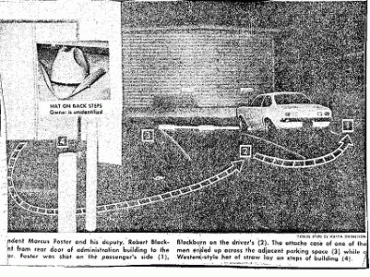 HAT ON BACK STEPS
Owner is unidentified
4
3
2
1
ndent Marcus Foster and his deputy, Robert Black-
nt from rear door of administration building to the
ar. Foster was shot on the passenger's side (1),
Blackburn on the driver's (2). The attache case of one of the
men ended up across the adjacent parking space (3) while a
Western-style hat of straw lay on steps of building (4).